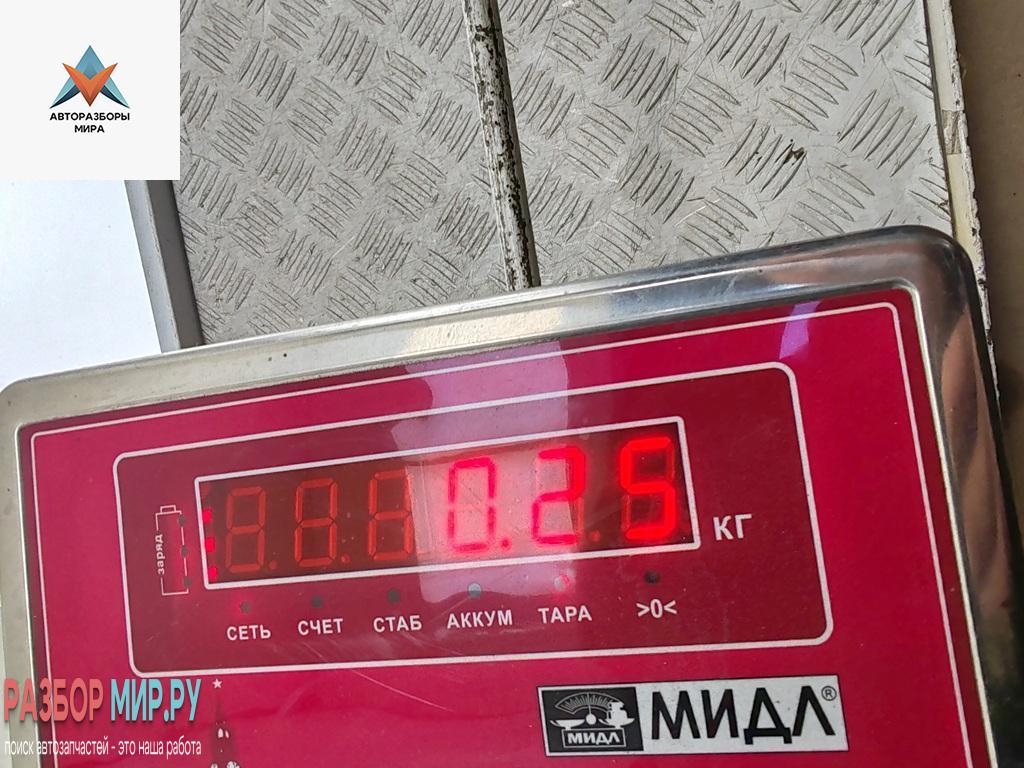 АВТОРАЗБОРЫ
МИРА
0.25
КГ
заряд
СЕТЬ СЧЕТ СТАБ АККУМ ТАРА >0<
МИДЛ МИДЛ®
РАЗБОР МИР.РУ
поиск автозапчастей - это наша работа